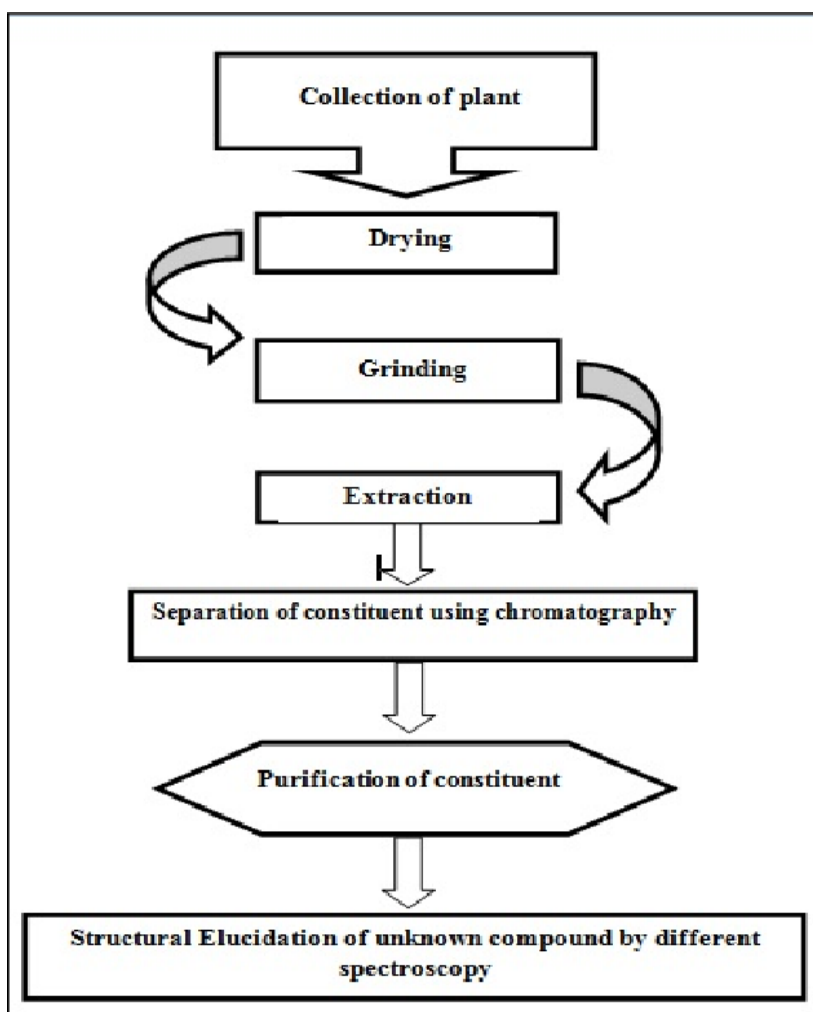 Collection of plant
Drying
Grinding
Extraction
Separation of constituent using chromatography
Purification of constituent
Structural Elucidation of unknown compound by different
spectroscopy